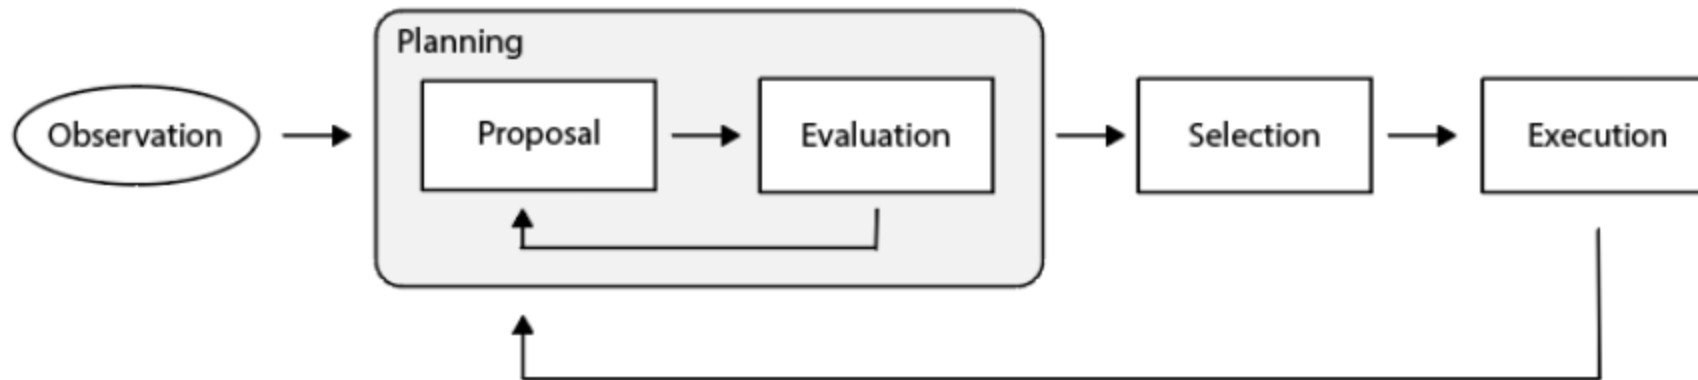 Planning
Observation
Proposal
Evaluation
Selection
Execution